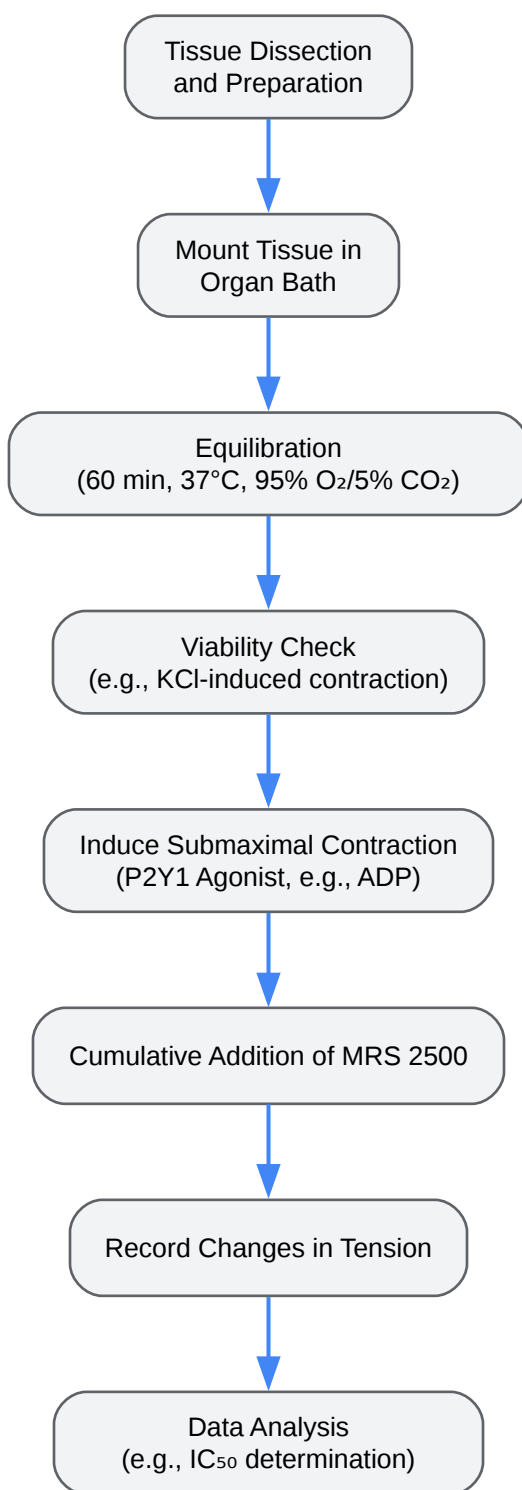 Tissue Dissection
and Preparation
Mount Tissue in
Organ Bath
Equilibration
(60 min, 37°C, 95% O₂/5% CO₂)
Viability Check
(e.g., KCl-induced contraction)
Induce Submaximal Contraction
(P2Y1 Agonist, e.g., ADP)
Cumulative Addition of MRS 2500
Record Changes in Tension
Data Analysis
(e.g., IC₅₀ determination)